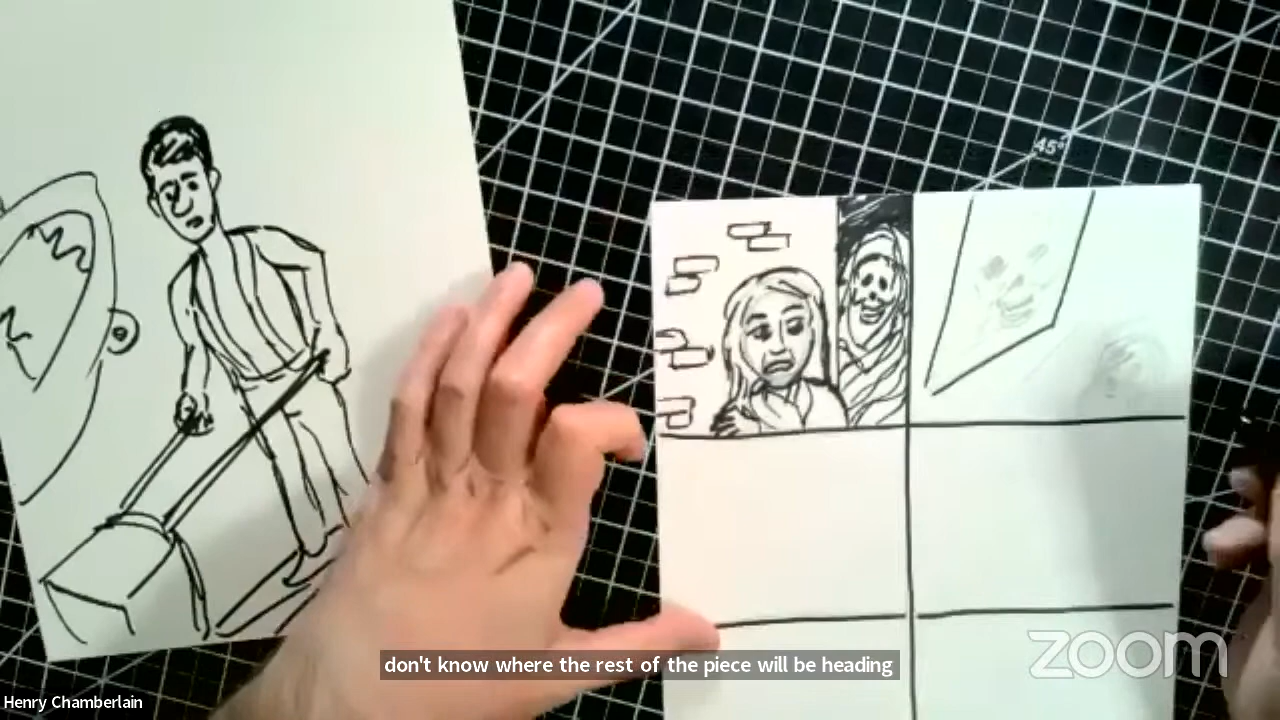 45°
zoom
don't know where the rest of the piece will be heading
Henry Chamberlain